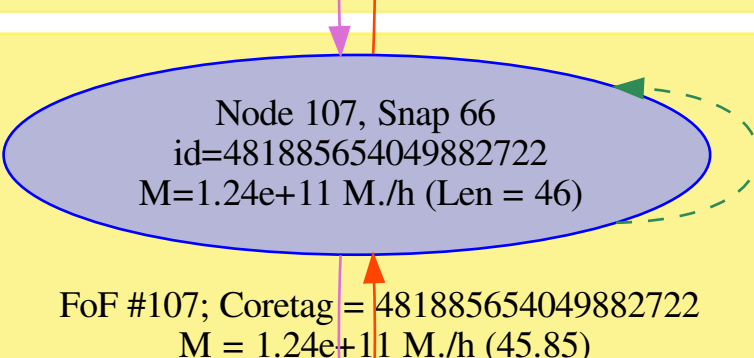 Node 107, Snap 66
id=481885654049882722
M=1.24e+11 M./h (Len = 46)
FoF #107; Coretag = 481885654049882722
M = 1.24e+11 M./h (45.85)